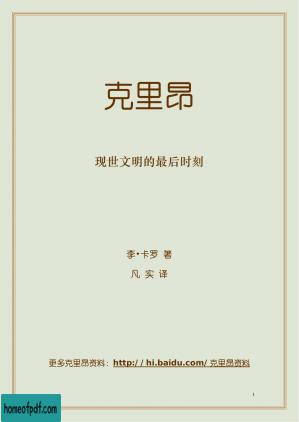 克里昂
现世文明的最后时刻
李•卡罗 著
凡 实 译
更多克里昂资料：http://hi.baidu.com/克里昂资料
1
homeofpdf.com